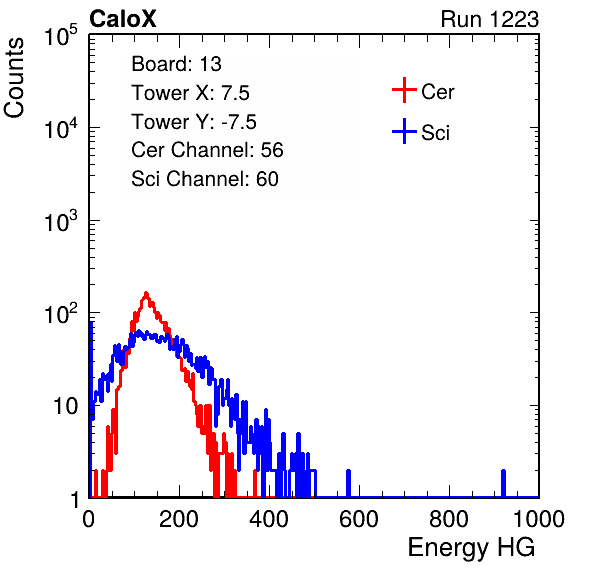 CaloX Run 1223
Counts
Board: 13
Tower X: 7.5
Tower Y: -7.5
Cer Channel: 56
Sci Channel: 60
Cer
Sci
10^5
10^4
10^3
10^2
10
1
0 200 400 600 800 1000
Energy HG